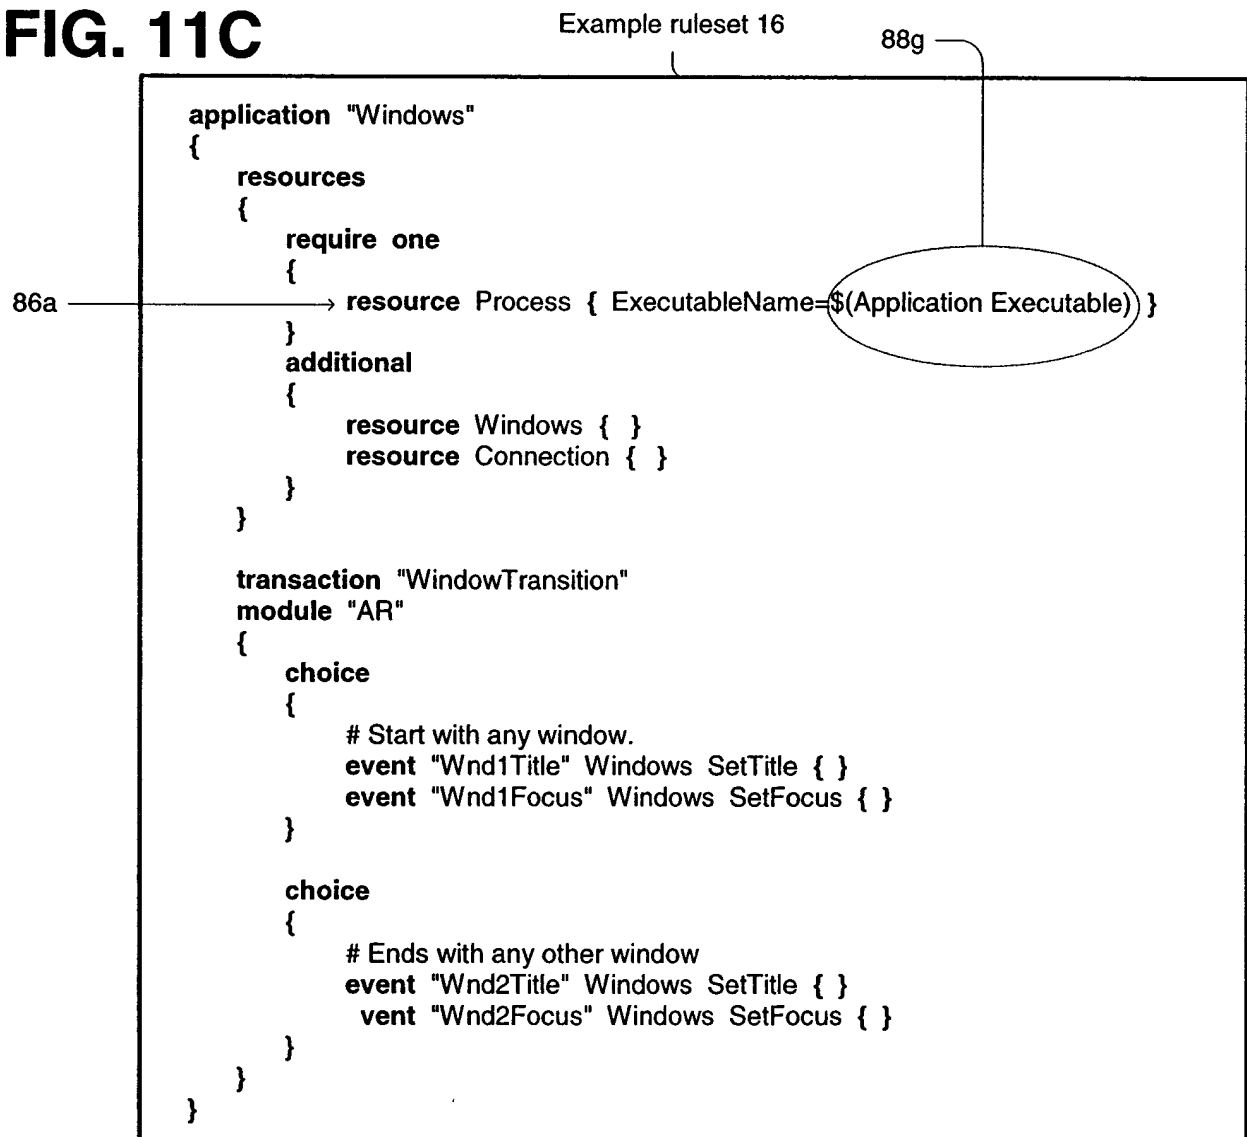 FIG. 11C
Example ruleset 16
88g
application "Windows"
{
resources
{
require one
{
86a
resource Process { ExecutableName=$(Application Executable) }
}
additional
{
resource Windows { }
resource Connection { }
}
}
transaction "WindowTransition"
module "AR"
{
choice
{
# Start with any window.
event "Wnd1Title" Windows SetTitle { }
event "Wnd1Focus" Windows SetFocus { }
}
choice
{
# Ends with any other window
event "Wnd2Title" Windows SetTitle { }
vent "Wnd2Focus" Windows SetFocus { }
}
}
}